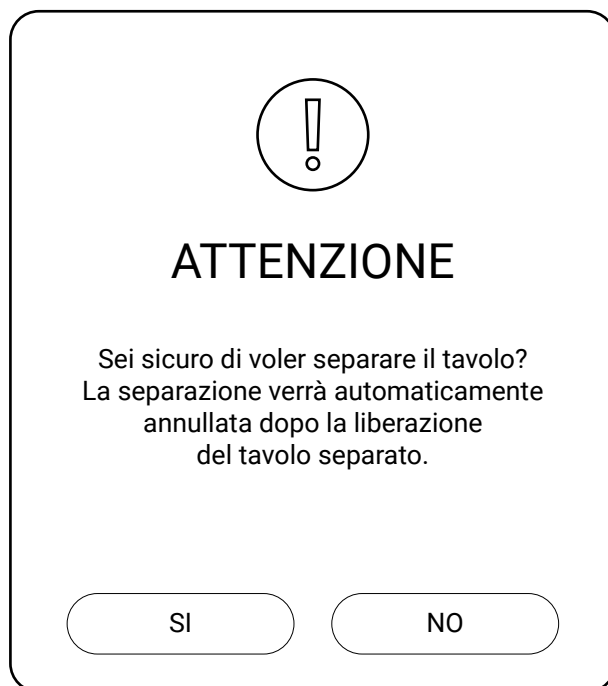 ATTENZIONE
Sei sicuro di voler separare il tavolo?
La separazione verrà automaticamente
annullata dopo la liberazione
del tavolo separato.
SI
NO